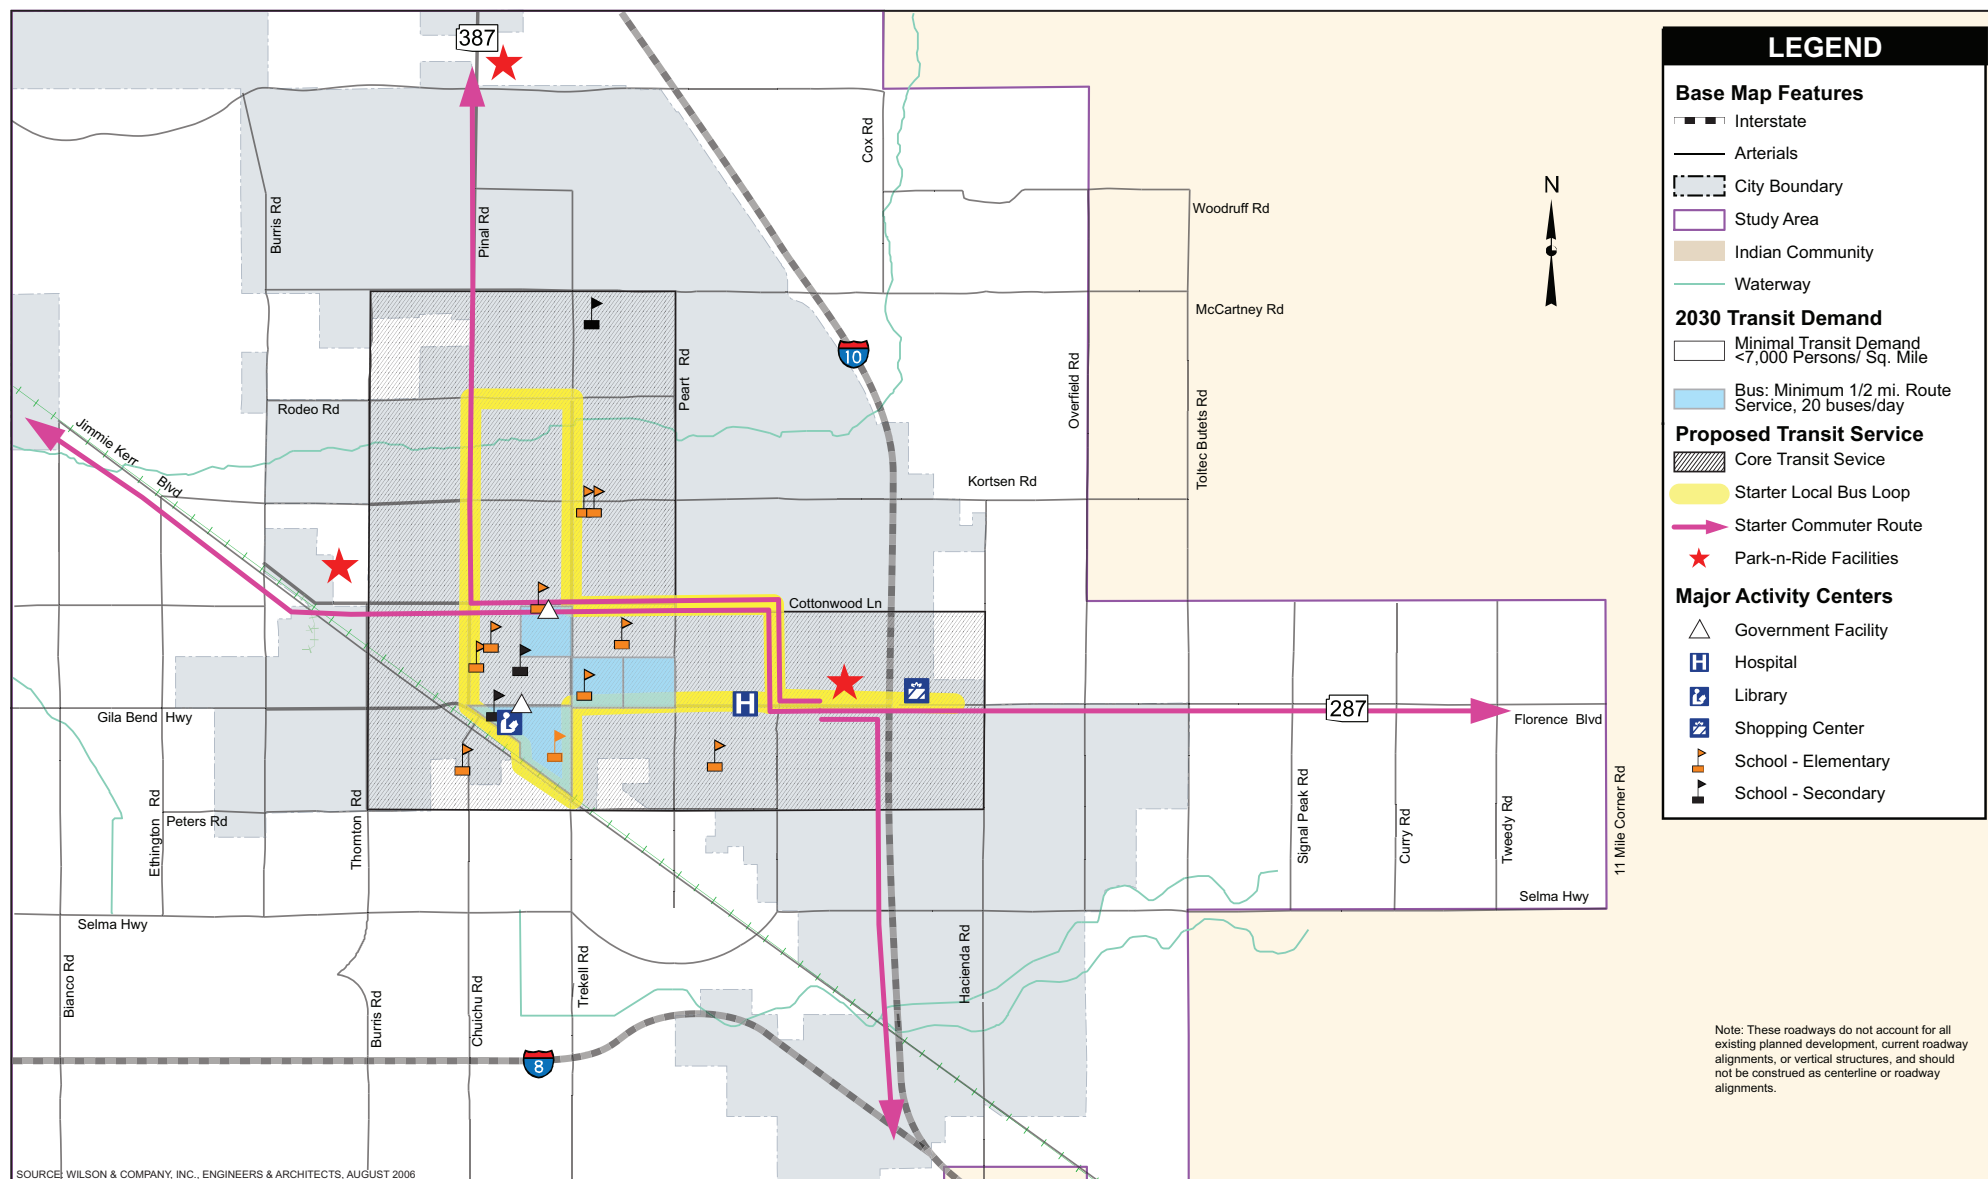 387
Cox Rd
Burris Rd
Pinal Rd
Woodruff Rd
N
McCartney Rd
10
Peart Rd
Overfield Rd
Toltec Butets Rd
Rodeo Rd
Jimmie Kerr Blvd
Kortsen Rd
Cottonwood Ln
H
287
Gila Bend Hwy
Florence Blvd
Ethington Rd
Peters Rd
Thornton Rd
Signal Peak Rd
Curry Rd
Tweedy Rd
11 Mile Corner Rd
Selma Hwy
Selma Hwy
Bianco Rd
Burris Rd
Chuichu Rd
Trekell Rd
Hacienda Rd
8
SOURCE: WILSON & COMPANY, INC., ENGINEERS & ARCHITECTS, AUGUST 2006
LEGEND
Base Map Features
Interstate
Arterials
City Boundary
Study Area
Indian Community
Waterway
2030 Transit Demand
Minimal Transit Demand
<7,000 Persons/ Sq. Mile
Bus: Minimum 1/2 mi. Route
Service, 20 buses/day
Proposed Transit Service
Core Transit Sevice
Starter Local Bus Loop
Starter Commuter Route
Park-n-Ride Facilities
Major Activity Centers
Government Facility
H Hospital
Library
Shopping Center
School - Elementary
School - Secondary
Note: These roadways do not account for all
existing planned development, current roadway
alignments, or vertical structures, and should
not be construed as centerline or roadway
alignments.